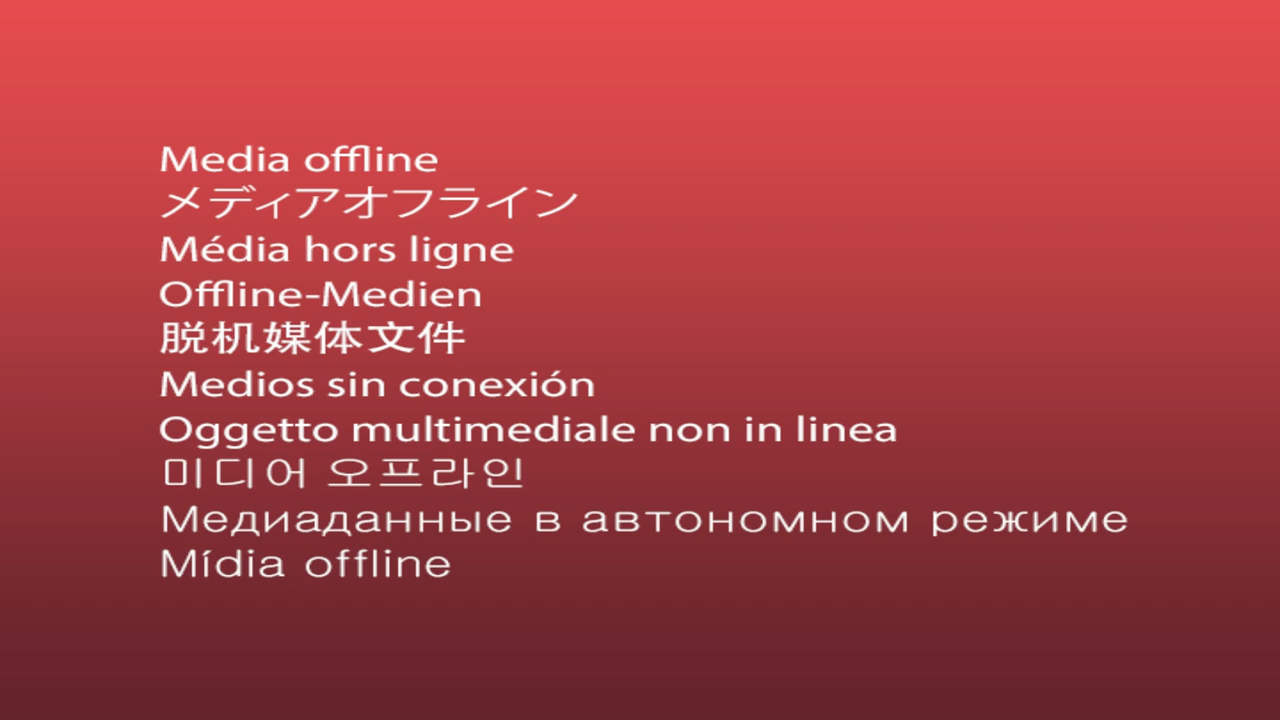 Media offline
メディアオフライン
Média hors ligne
Offline-Medien
脱机媒体文件
Medios sin conexión
Oggetto multimediale non in linea
미디어 오프라인
Медиаданные в автономном режиме
Mídia offline